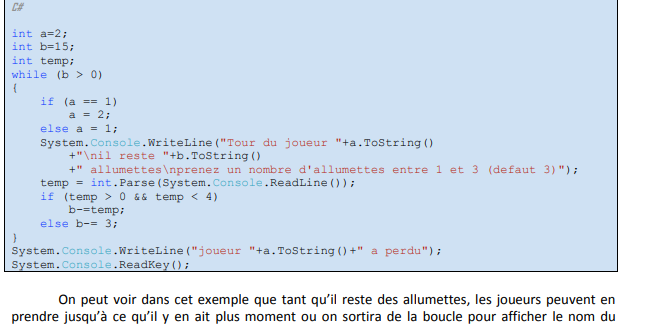 C#
int a=2;
int b=15;
int temp;
while (b > 0)
{
if (a == 1)
a = 2;
else a = 1;
System.Console.WriteLine("Tour du joueur "+a.ToString()
+"\nil reste "+b.ToString()
+" allumettes\nprenez un nombre d'allumettes entre 1 et 3 (defaut 3)");
temp = int.Parse(System.Console.ReadLine());
if (temp > 0 && temp < 4)
b-=temp;
else b-= 3;
}
System.Console.WriteLine("joueur "+a.ToString()+" a perdu");
System.Console.ReadKey();
On peut voir dans cet exemple que tant qu'il reste des allumettes, les joueurs peuvent en
prendre jusqu'à ce qu'il y en ait plus moment ou on sortira de la boucle pour afficher le nom du